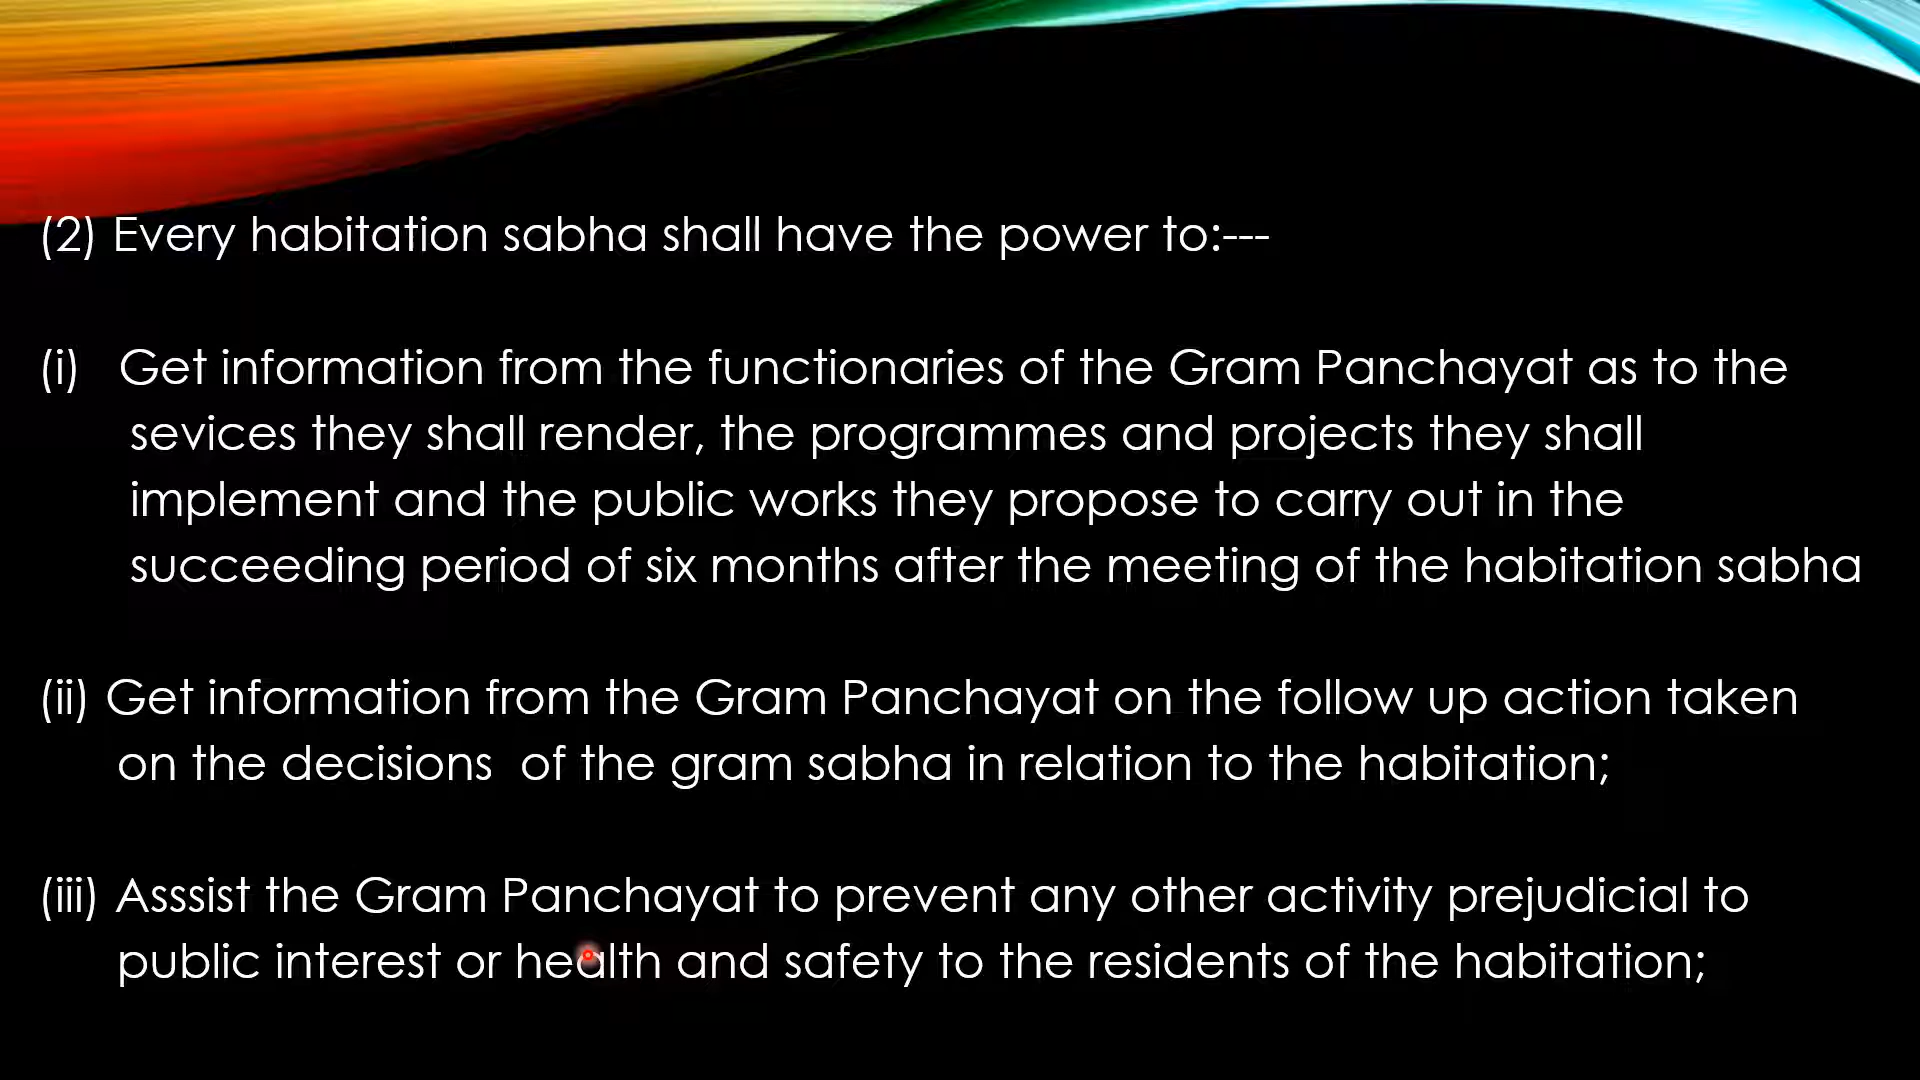 (2) Every habitation sabha shall have the power to:---
(i) Get information from the functionaries of the Gram Panchayat as to the
sevices they shall render, the programmes and projects they shall
implement and the public works they propose to carry out in the
succeeding period of six months after the meeting of the habitation sabha
(ii) Get information from the Gram Panchayat on the follow up action taken
on the decisions of the gram sabha in relation to the habitation;
(iii) Asssist the Gram Panchayat to prevent any other activity prejudicial to
public interest or health and safety to the residents of the habitation;